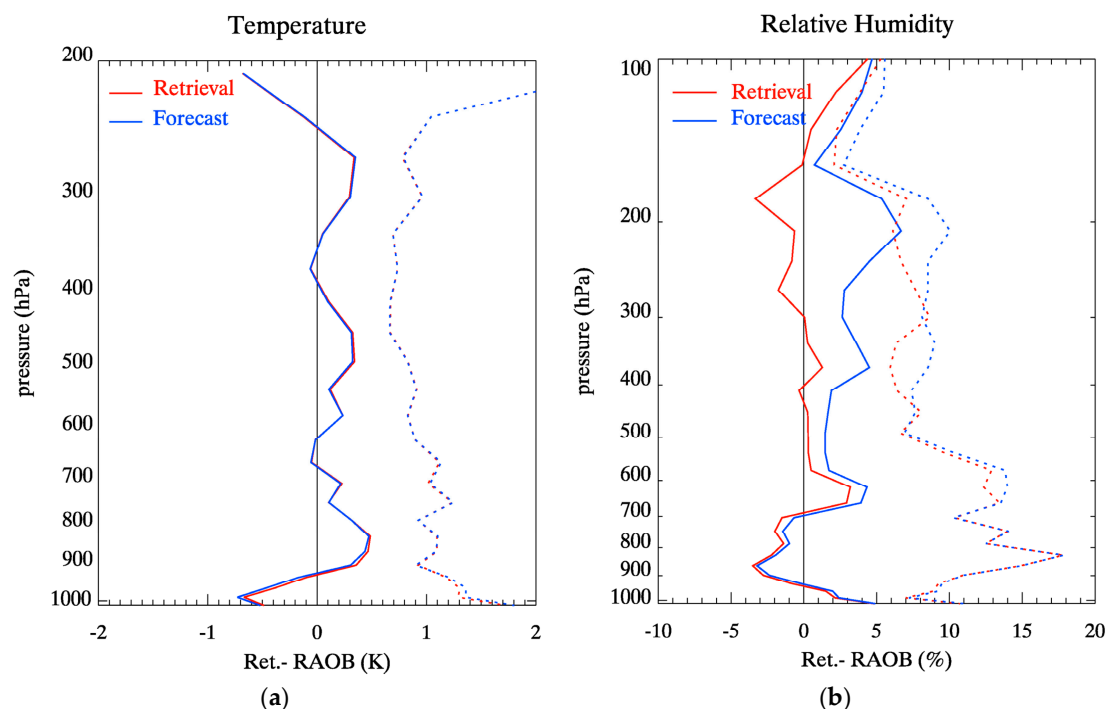 Temperature
200
300
400
500
600
700
800
900
1000
pressure (hPa)
Retrieval
Forecast
-2
-1
0
1
2
Ret.- RAOB (K)
(a)
Relative Humidity
100
200
300
400
500
600
700
800
900
1000
pressure (hPa)
Retrieval
Forecast
-10
-5
0
5
10
15
20
Ret.- RAOB (%)
(b)